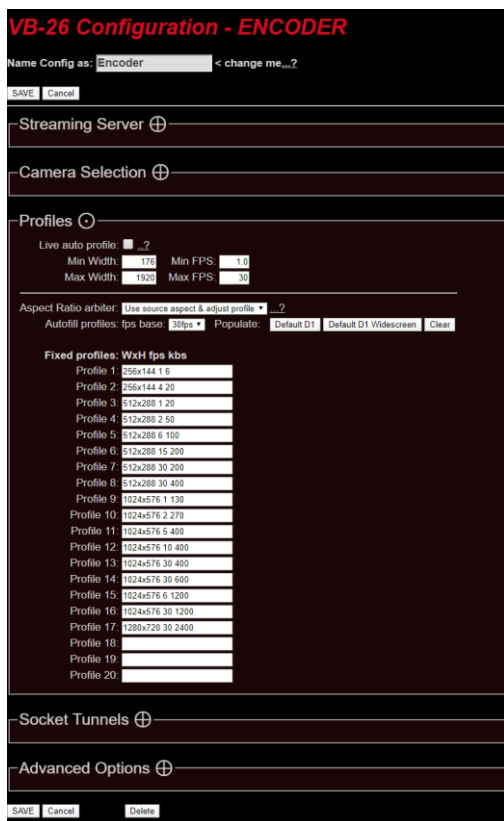 VB-26 Configuration - ENCODER
Name Config as: Encoder < change me...?
SAVE Cancel
Streaming Server
Camera Selection
Profiles
Live auto profile: ...?
Min Width: 176 Min FPS: 1.0
Max Width: 1920 Max FPS: 30
Aspect Ratio arbiter: Use source aspect & adjust profile ...?
Autofill profiles: fps base: 30fps Populate: Default D1 Default D1 Widescreen Clear
Fixed profiles: WxH fps kbs
Profile 1: 256x144 1 6
Profile 2: 256x144 4 20
Profile 3: 512x288 1 20
Profile 4: 512x288 2 50
Profile 5: 512x288 6 100
Profile 6: 512x288 15 200
Profile 7: 512x288 30 200
Profile 8: 512x288 30 400
Profile 9: 1024x576 1 130
Profile 10: 1024x576 2 270
Profile 11: 1024x576 5 400
Profile 12: 1024x576 10 400
Profile 13: 1024x576 30 400
Profile 14: 1024x576 30 600
Profile 15: 1024x576 6 1200
Profile 16: 1024x576 30 1200
Profile 17: 1280x720 30 2400
Profile 18:
Profile 19:
Profile 20:
Socket Tunnels
Advanced Options
SAVE Cancel Delete